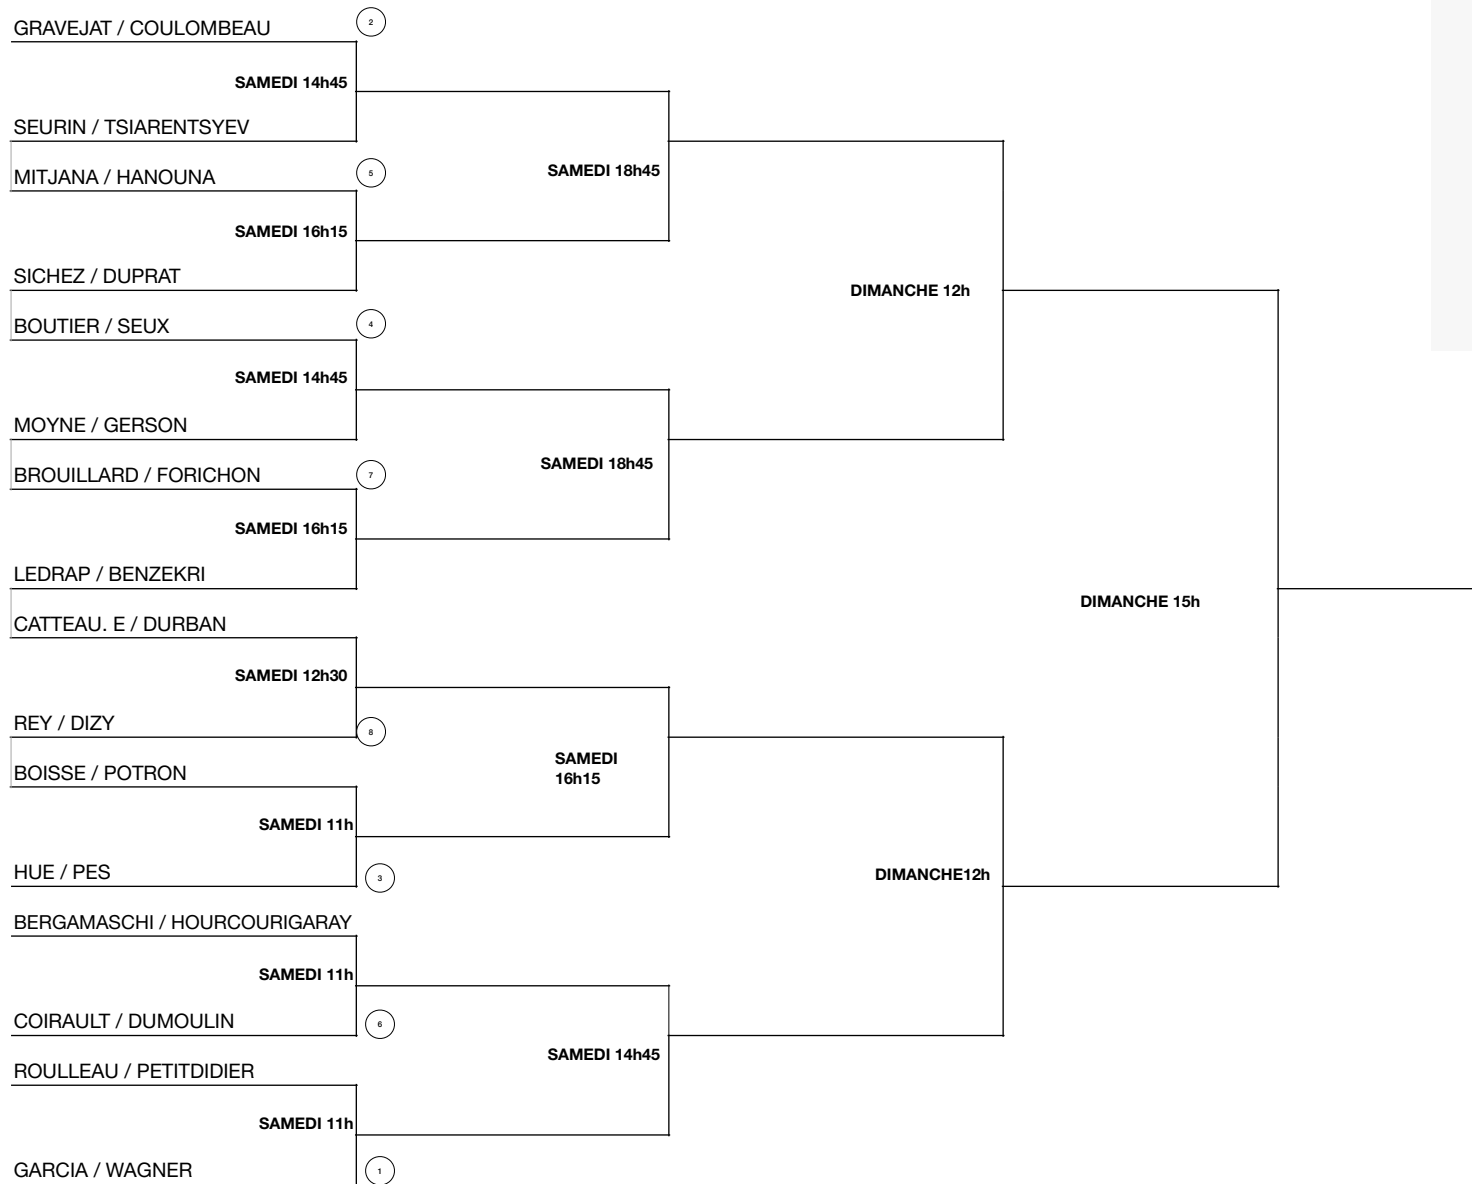 GRAVEJAT / COULOMBEAU
2
SAMEDI 14h45
SEURIN / TSIARENTSYEV
MITJANA / HANOUNA
5
SAMEDI 18h45
SAMEDI 16h15
SICHEZ / DUPRAT
DIMANCHE 12h
BOUTIER / SEUX
4
SAMEDI 14h45
MOYNE / GERSON
BROUILLARD / FORICHON
7
SAMEDI 18h45
SAMEDI 16h15
LEDRAP / BENZEKRI
DIMANCHE 15h
CATTEAU. E / DURBAN
SAMEDI 12h30
REY / DIZY
8
BOISSE / POTRON
SAMEDI
16h15
SAMEDI 11h
HUE / PES
3
DIMANCHE12h
BERGAMASCHI / HOURCOURIGARAY
SAMEDI 11h
COIRAULT / DUMOULIN
6
SAMEDI 14h45
ROULLEAU / PETITDIDIER
SAMEDI 11h
GARCIA / WAGNER
1